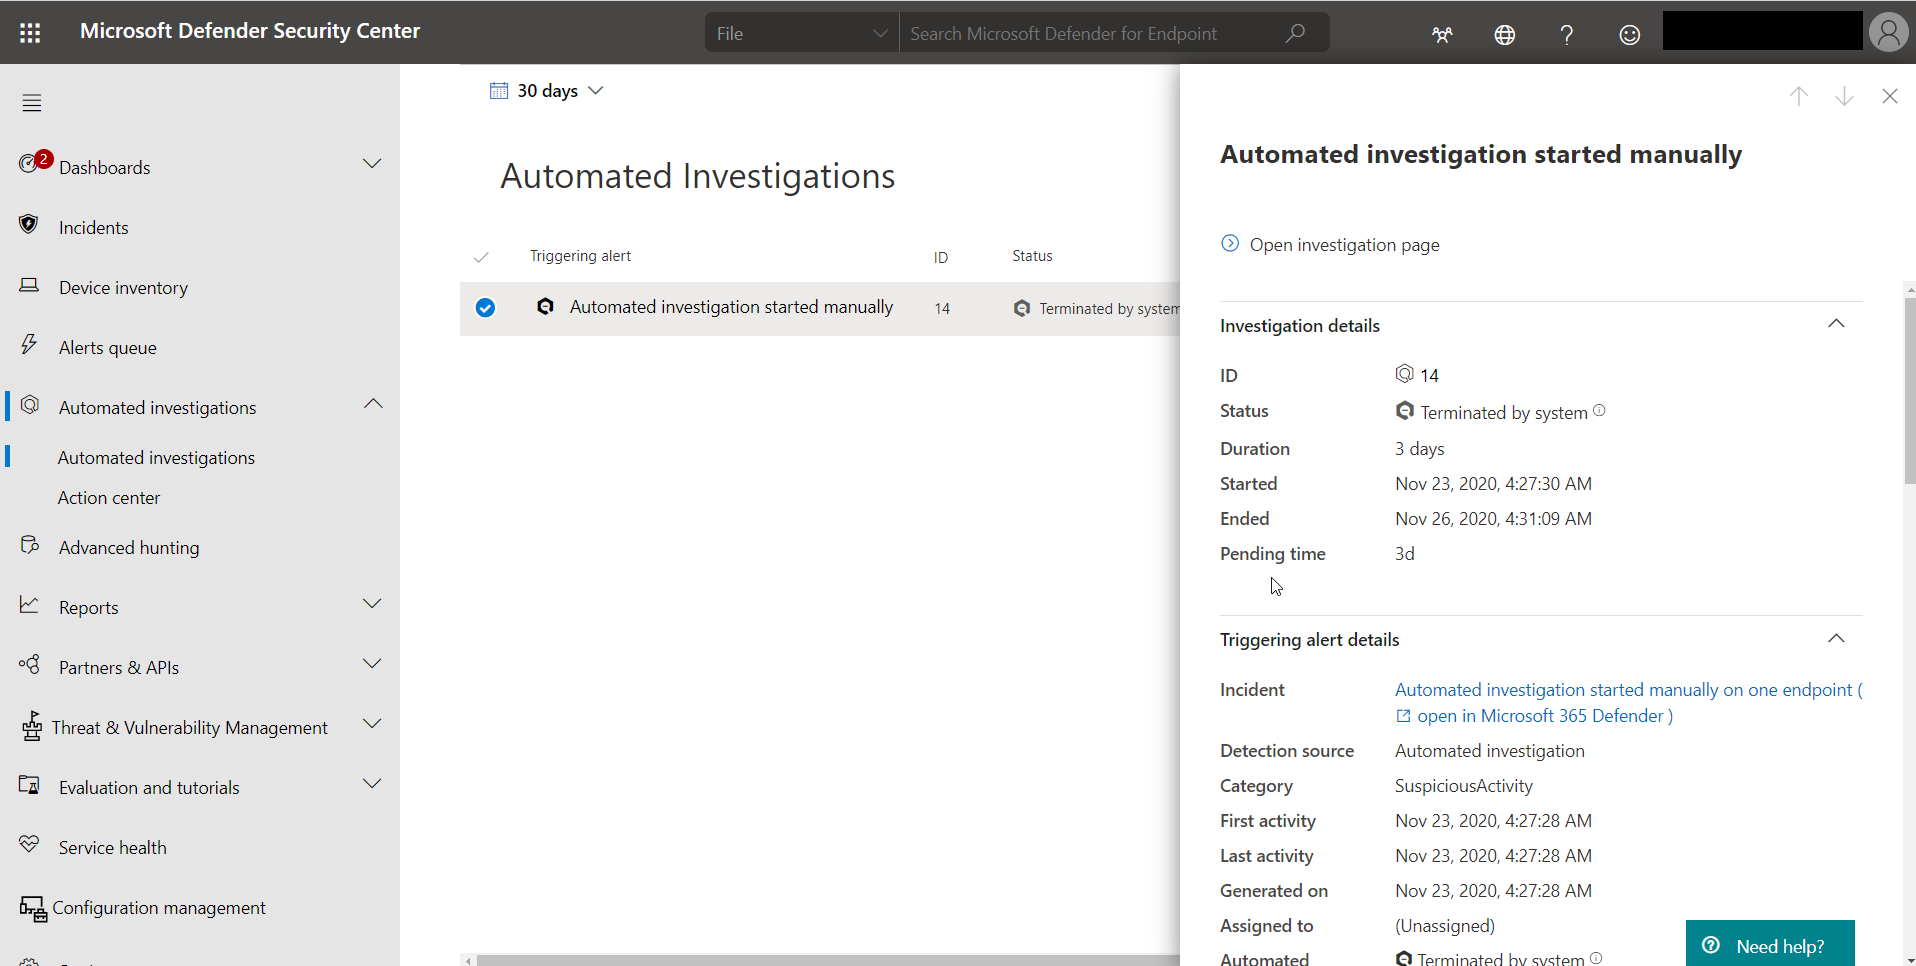 Microsoft Defender Security Center
File
Search Microsoft Defender for Endpoint
2
Dashboards
Incidents
Device inventory
Alerts queue
Automated investigations
Automated investigations
Action center
Advanced hunting
Reports
Partners & APIs
Threat & Vulnerability Management
Evaluation and tutorials
Service health
Configuration management
30 days
Automated Investigations
Triggering alert ID Status
Automated investigation started manually 14 Terminated by system
Automated investigation started manually
Open investigation page
Investigation details
ID 14
Status Terminated by system
Duration 3 days
Started Nov 23, 2020, 4:27:30 AM
Ended Nov 26, 2020, 4:31:09 AM
Pending time 3d
Triggering alert details
Incident Automated investigation started manually on one endpoint (
open in Microsoft 365 Defender )
Detection source Automated investigation
Category SuspiciousActivity
First activity Nov 23, 2020, 4:27:28 AM
Last activity Nov 23, 2020, 4:27:28 AM
Generated on Nov 23, 2020, 4:27:28 AM
Assigned to (Unassigned)
Automated Terminated by system
Need help?